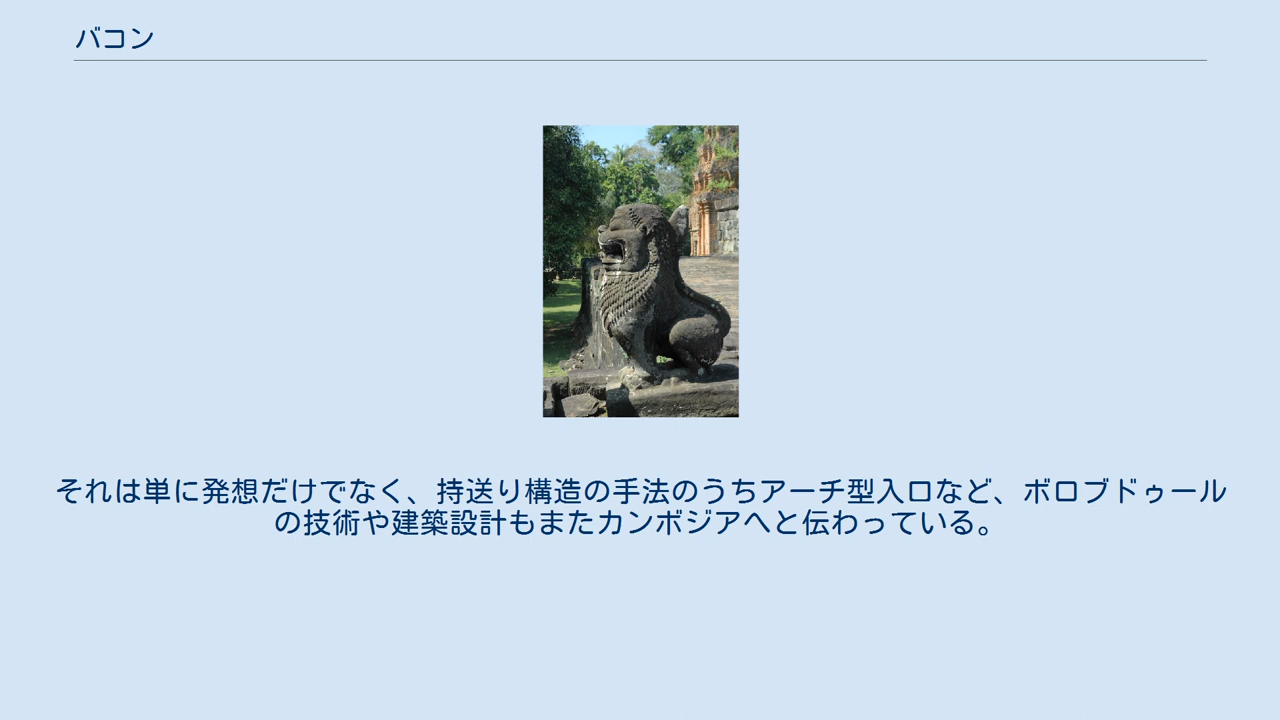 バコン
それは単に発想だけでなく、持送り構造の手法のうちアーチ型入口など、ボロブドゥール
の技術や建築設計もまたカンボジアへと伝わっている。